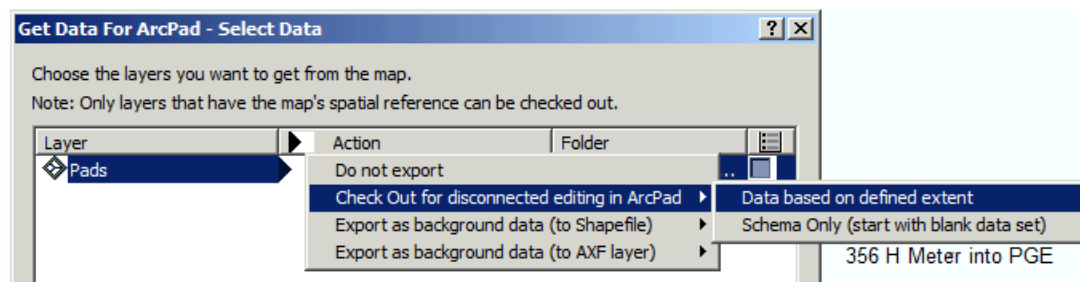 Get Data For ArcPad - Select Data
Choose the layers you want to get from the map.
Note: Only layers that have the map's spatial reference can be checked out.
Layer Action Folder
Pads ..
Do not export
Check Out for disconnected editing in ArcPad
Data based on defined extent
Export as background data (to Shapefile)
Schema Only (start with blank data set)
Export as background data (to AXF layer)
356 H Meter into PGE